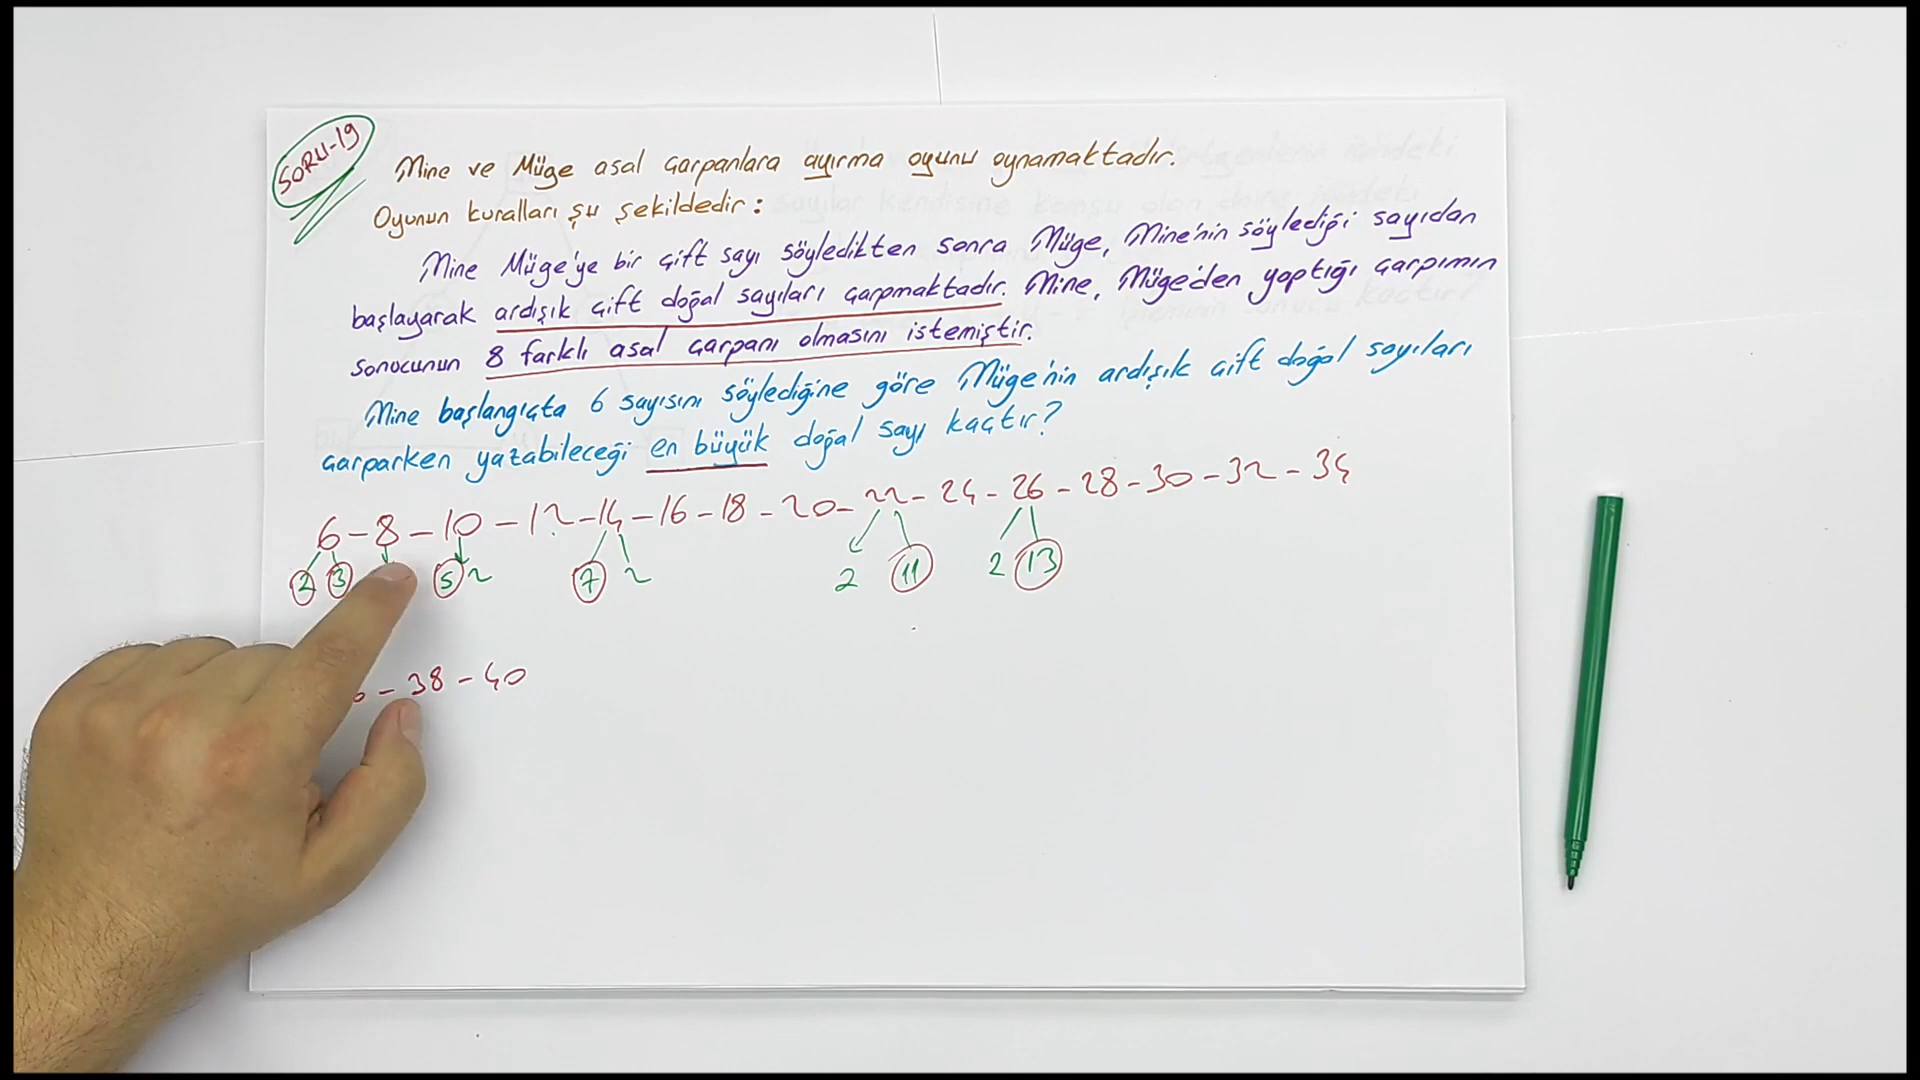 SORU-19
Mine ve Müge asal çarpanlara ayırma oyunu oynamaktadır.
Oyunun kuralları şu şekildedir:
Mine Müge'ye bir çift sayı söyledikten sonra Müge, Mine'nin söylediği sayıdan
başlayarak ardışık çift doğal sayıları çarpmaktadır. Mine, Müge'den yaptığı çarpımın
sonucunun 8 farklı asal çarpanı olmasını istemiştir.
Mine başlangıçta 6 sayısını söylediğine göre Müge'nin ardışık çift doğal sayıları
çarparken yazabileceği en büyük doğal sayı kaçtır?
6-8-10-12-14-16-18-20-22-24-26-28-30-32-34
2 3 5 2 7 2 2 11 2 13
-38-40